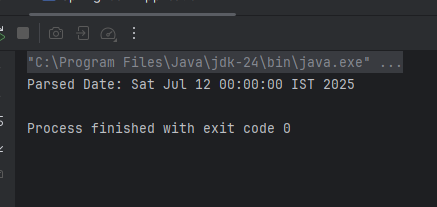 "C:\Program Files\Java\jdk-24\bin\java.exe" ...
Parsed Date: Sat Jul 12 00:00:00 IST 2025
Process finished with exit code 0